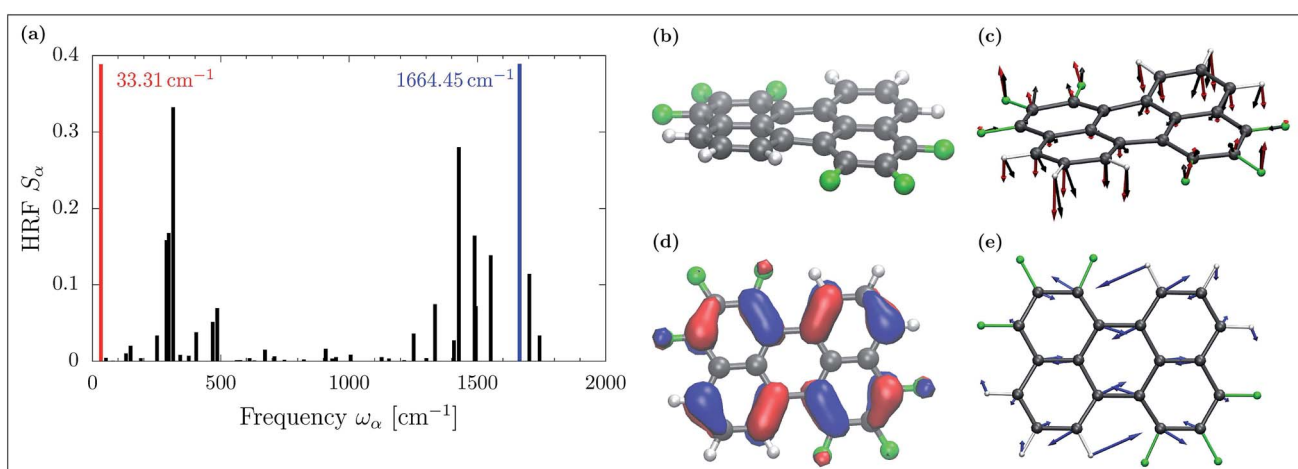 (a)
0.4
0.3
0.2
0.1
0
HRF Sα
33.31 cm⁻¹
1664.45 cm⁻¹
0
500
1000
1500
2000
Frequency ωα [cm⁻¹]
(b)
(c)
(d)
(e)